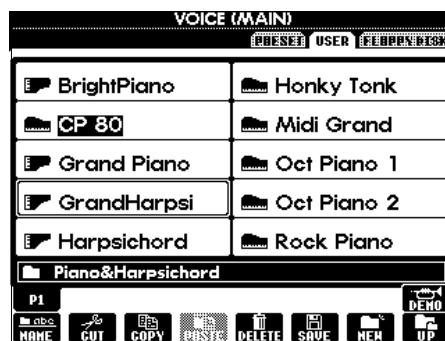 VOICE (MAIN)
PRESET USER FLOPPY DISK
BrightPiano Honky Tonk
CP 80 Midi Grand
Grand Piano Oct Piano 1
GrandHarpsi Oct Piano 2
Harpsichord Rock Piano
Piano&Harpsichord
P1 DEMO
abc
NAME CUT COPY PASTE DELETE SAVE NEW UP